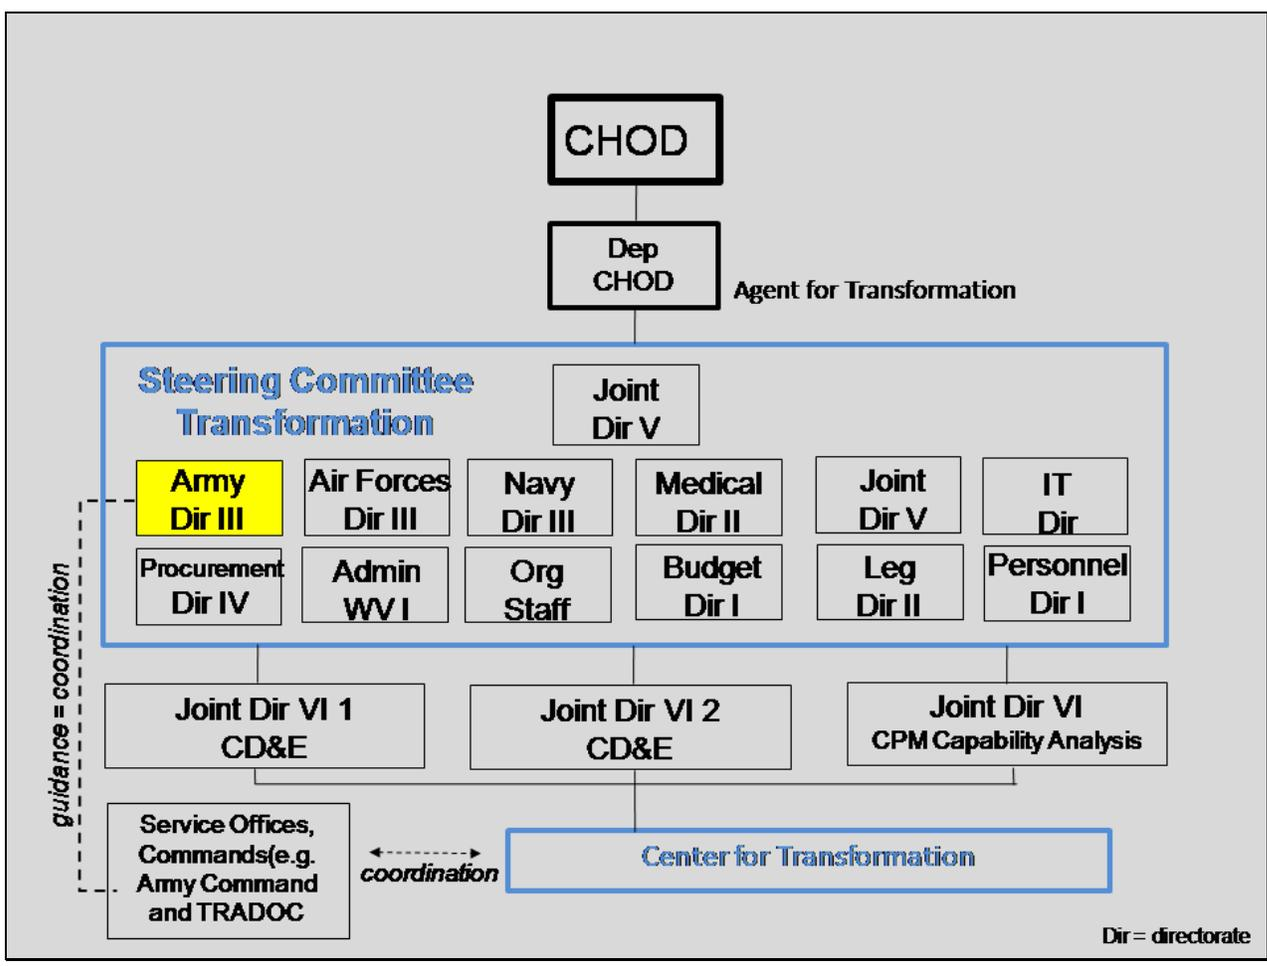 CHOD
Dep
CHOD
Agent for Transformation
Steering Committee
Transformation
Joint
Dir V
Army
Dir III
Air Forces
Dir III
Navy
Dir III
Medical
Dir II
Joint
Dir V
IT
Dir
Procurement
Dir IV
Admin
WV I
Org
Staff
Budget
Dir I
Leg
Dir II
Personnel
Dir I
guidance = coordination
Joint Dir VI 1
CD&E
Joint Dir VI 2
CD&E
Joint Dir VI
CPM Capability Analysis
Service Offices,
Commands(e.g.
Army Command
and TRADOC
coordination
Center for Transformation
Dir = directorate